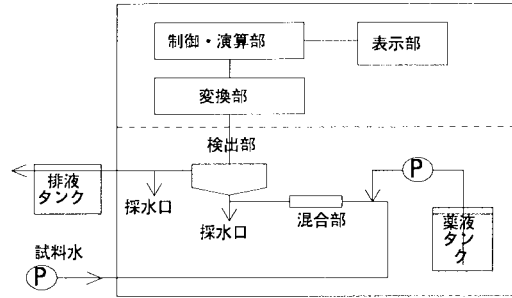 制御・演算部
表示部
変換部
検出部
排液
タンク
採水口
採水口
混合部
P
薬液
タン
ク
試料水
P